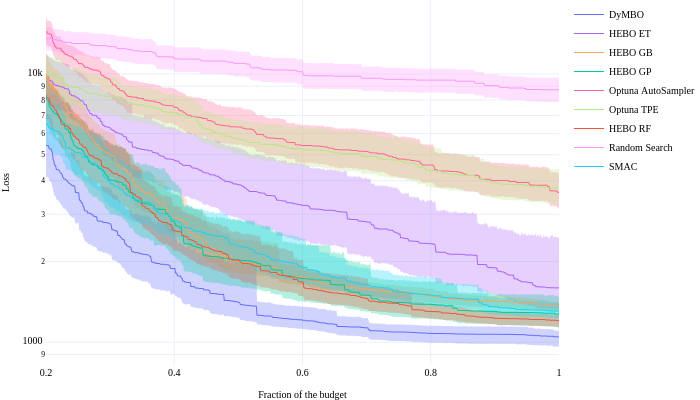 DyMBO
HEBO ET
HEBO GB
HEBO GP
Optuna AutoSampler
Optuna TPE
HEBO RF
Random Search
SMAC
10k
9
8
7
6
5
4
3
2
1000
9
Loss
0.2 0.4 0.6 0.8 1
Fraction of the budget